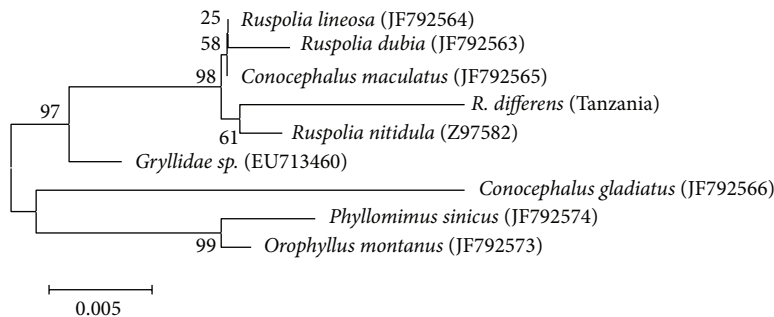 25 Ruspolia lineosa (JF792564)
58 Ruspolia dubia (JF792563)
98 Conocephalus maculatus (JF792565)
97 R. differens (Tanzania)
61 Ruspolia nitidula (Z97582)
Gryllidae sp. (EU713460)
Conocephalus gladiatus (JF792566)
Phyllomimus sinicus (JF792574)
99 Orophyllus montanus (JF792573)
0.005